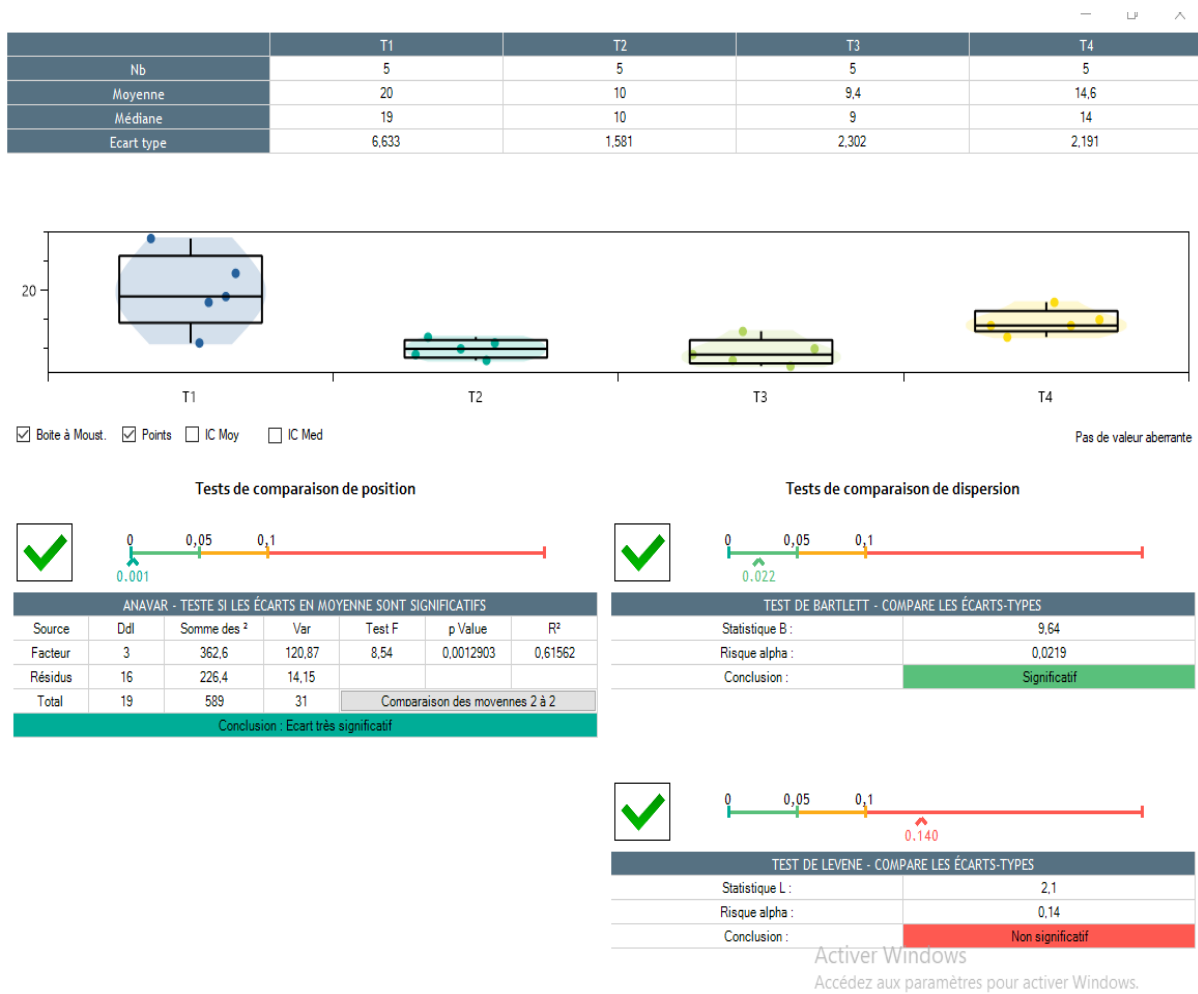 T1 T2 T3 T4
Nb 5 5 5 5
Moyenne 20 10 9,4 14,6
Médiane 19 10 9 14
Ecart type 6,633 1,581 2,302 2,191
20
T1 T2 T3 T4
Boite à Moust. Points IC Moy IC Med Pas de valeur aberrante
Tests de comparaison de position
0 0,05 0,1
0.001
ANAVAR - TESTE SI LES ÉCARTS EN MOYENNE SONT SIGNIFICATIFS
Source Ddl Somme des ² Var Test F p Value R²
Facteur 3 362,6 120,87 8,54 0,0012903 0,61562
Résidus 16 226,4 14,15
Total 19 589 31 Comparaison des moyennes 2 à 2
Conclusion : Ecart très significatif
Tests de comparaison de dispersion
0 0,05 0,1
0.022
TEST DE BARTLETT - COMPARE LES ÉCARTS-TYPES
Statistique B : 9,64
Risque alpha : 0,0219
Conclusion : Significatif
0 0,05 0,1
0.140
TEST DE LEVENE - COMPARE LES ÉCARTS-TYPES
Statistique L : 2,1
Risque alpha : 0,14
Conclusion : Non significatif
Activer Windows
Accédez aux paramètres pour activer Windows.